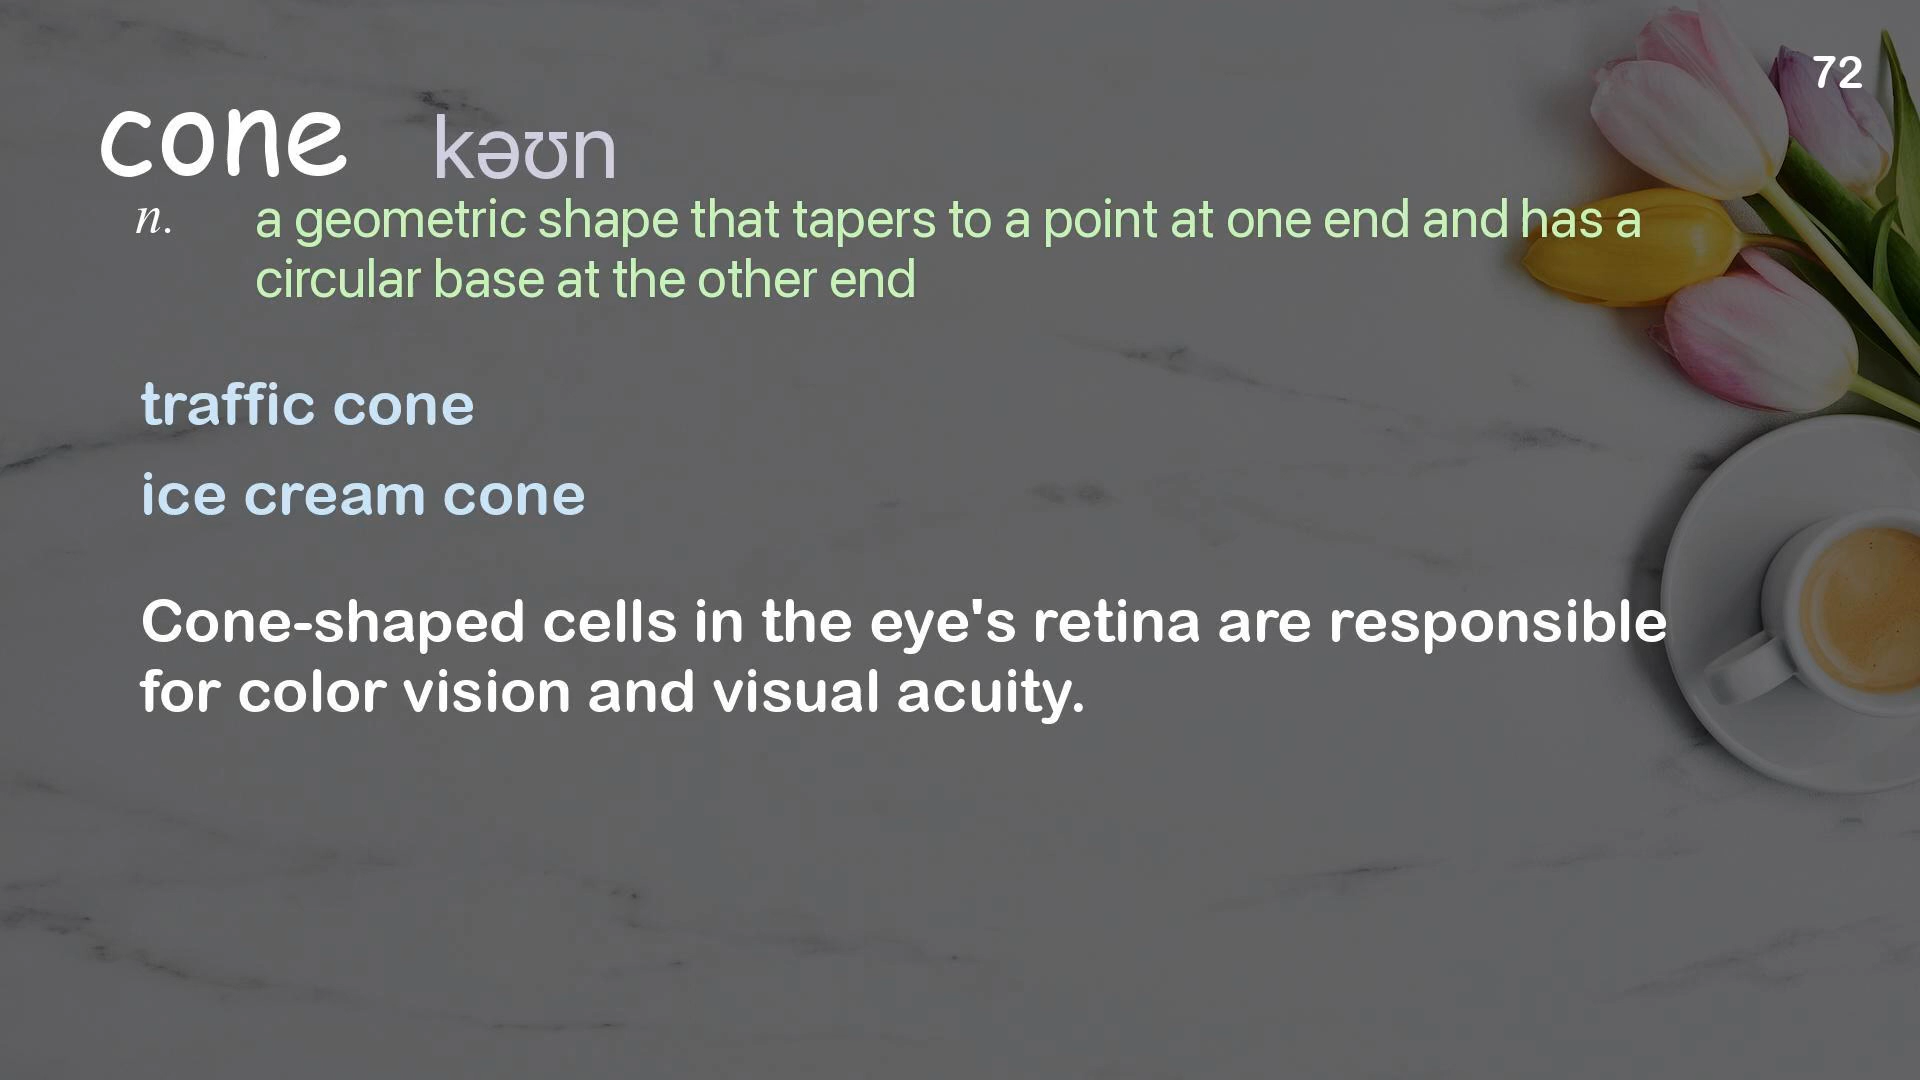 72
cone kəʊn
n. a geometric shape that tapers to a point at one end and has a
circular base at the other end
traffic cone
ice cream cone
Cone-shaped cells in the eye's retina are responsible
for color vision and visual acuity.